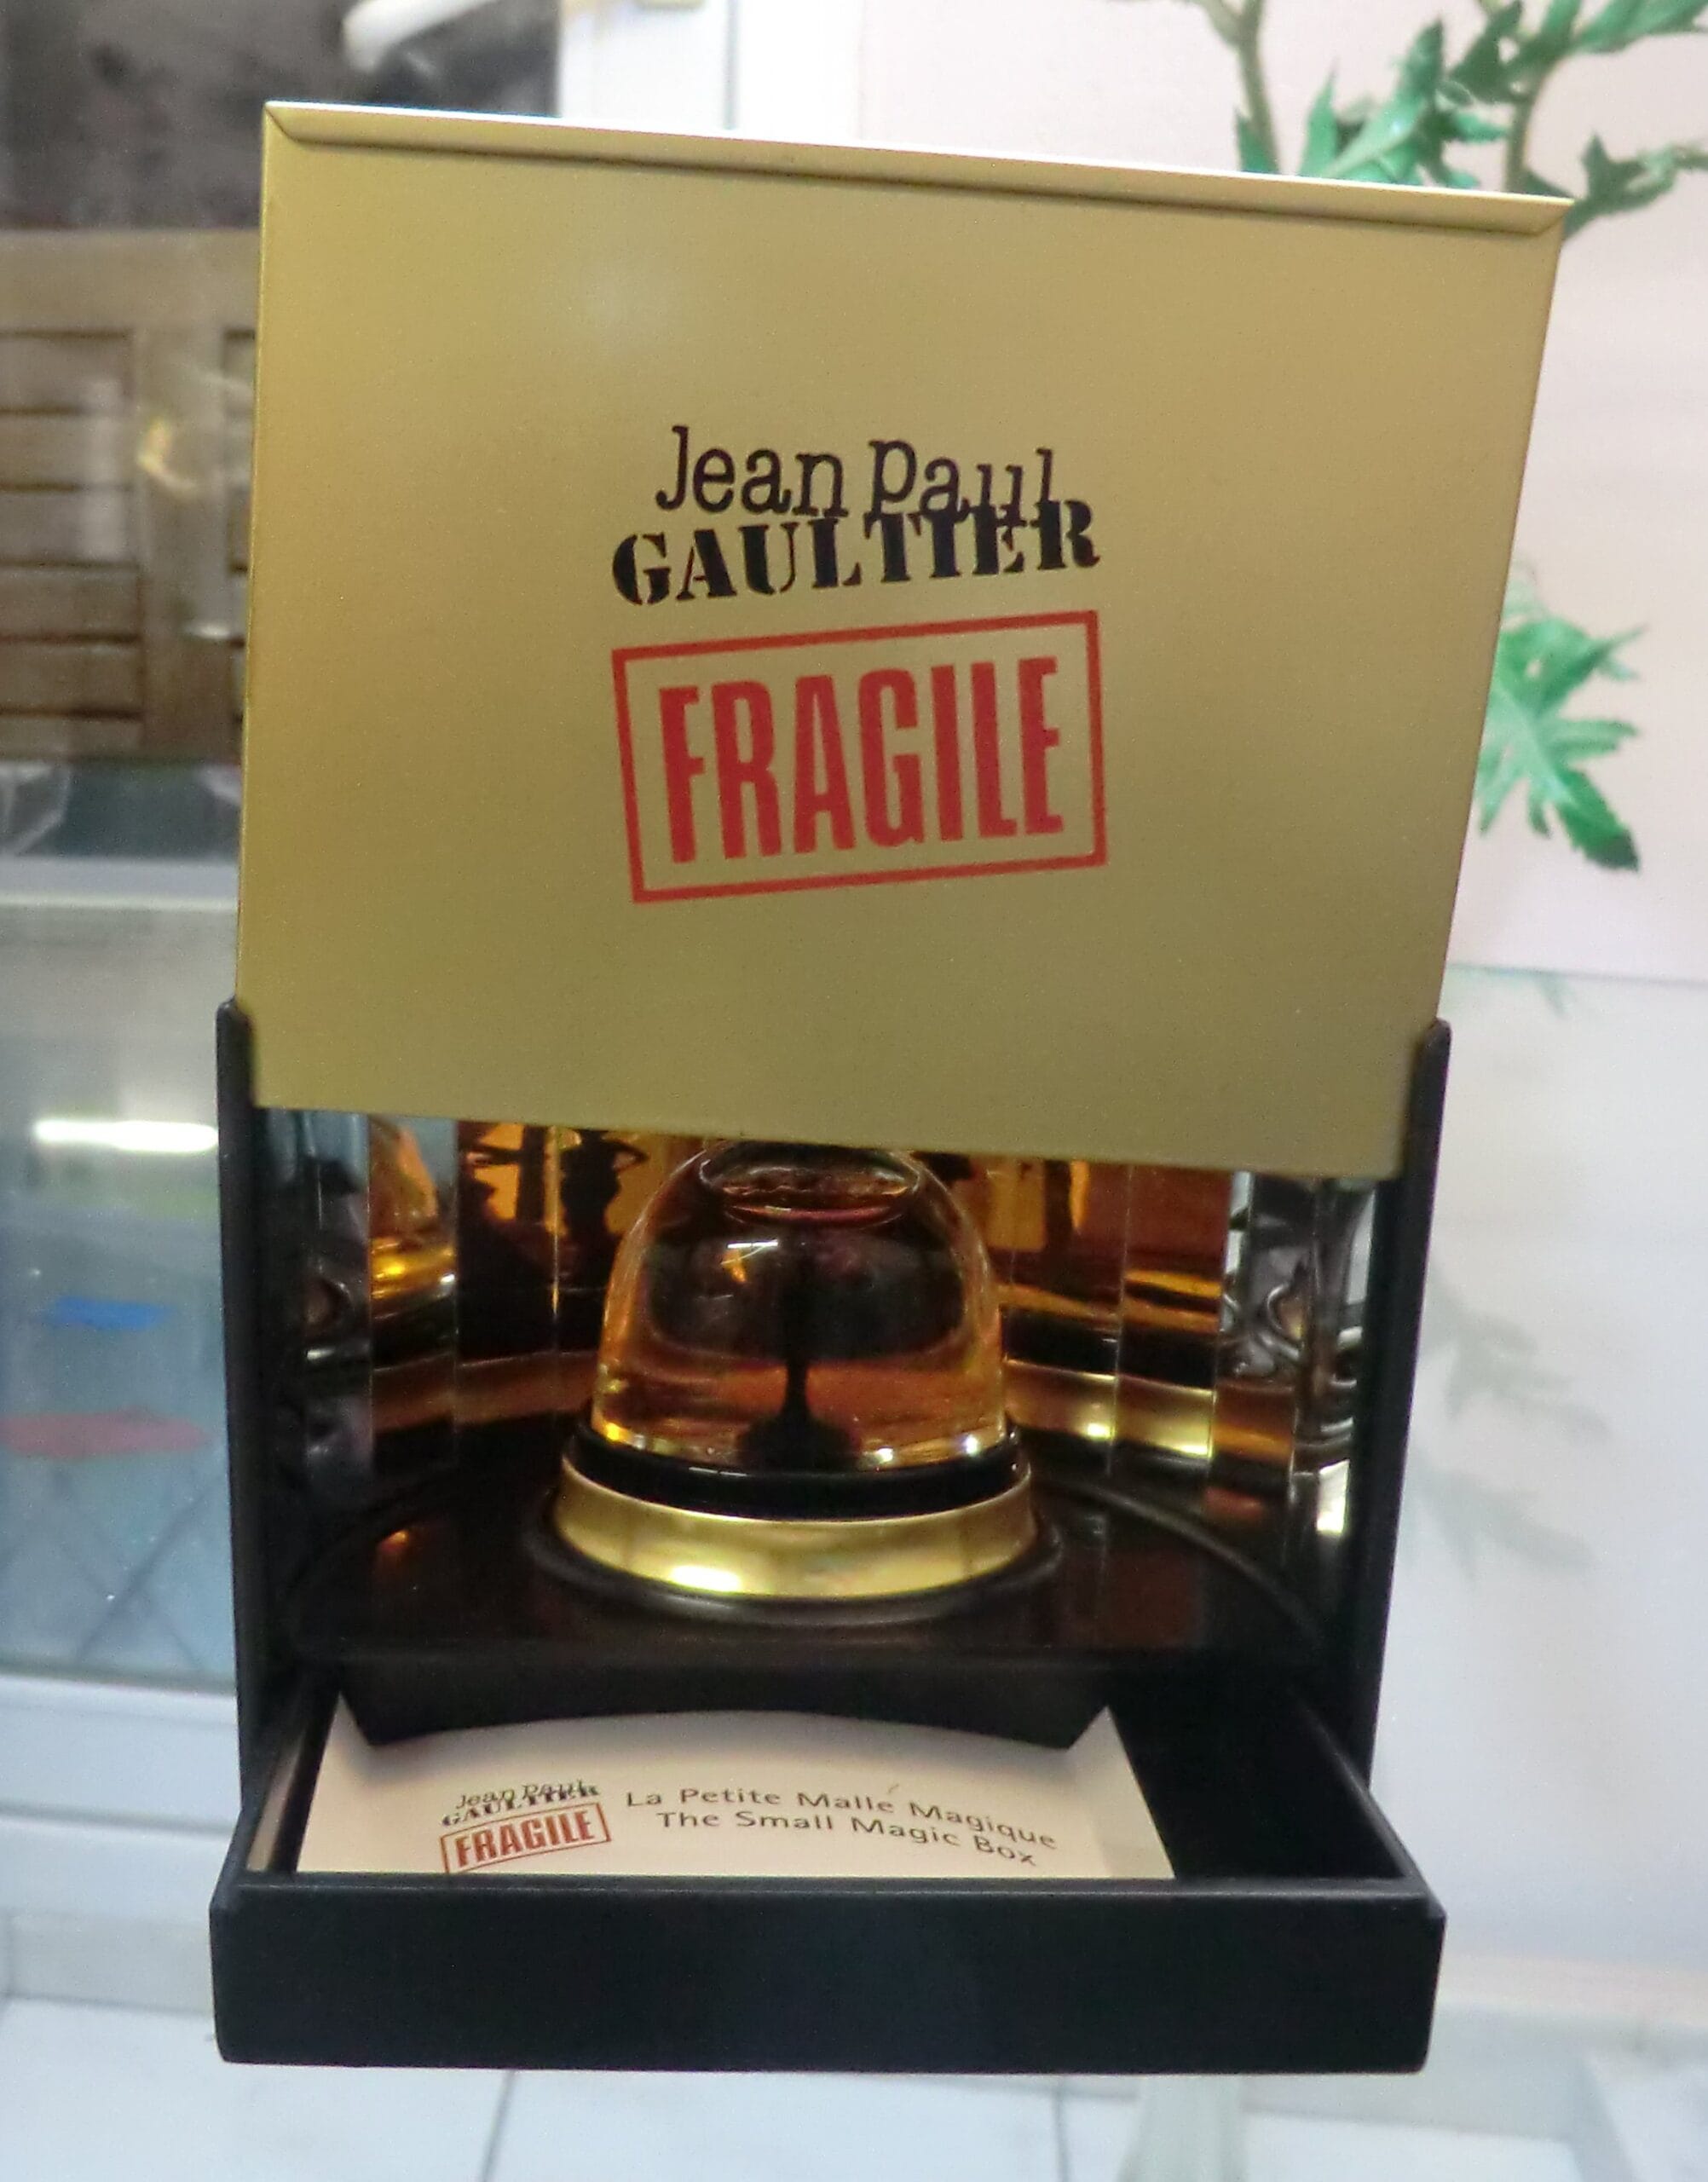 Jean Paul
GAULTIER
FRAGILE
Jean Paul
GAULTIER
FRAGILE
La Petite Malle Magique
The Small Magic Box